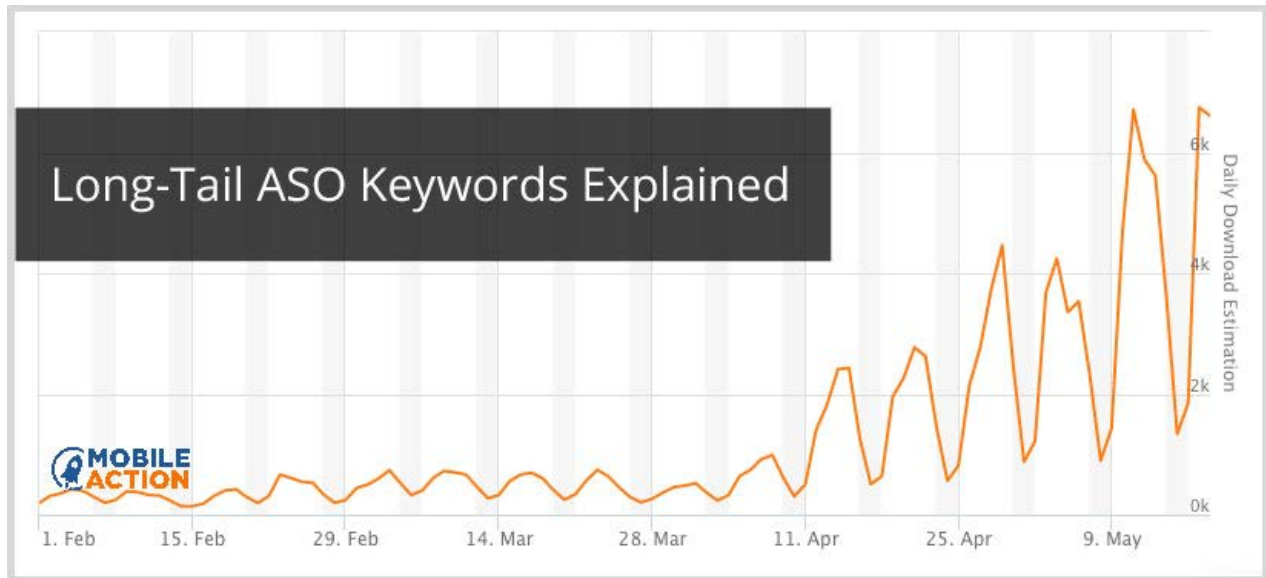 Long-Tail ASO Keywords Explained
6k
4k
2k
0k
Daily Download Estimation
MOBILE
ACTION
1. Feb 15. Feb 29. Feb 14. Mar 28. Mar 11. Apr 25. Apr 9. May